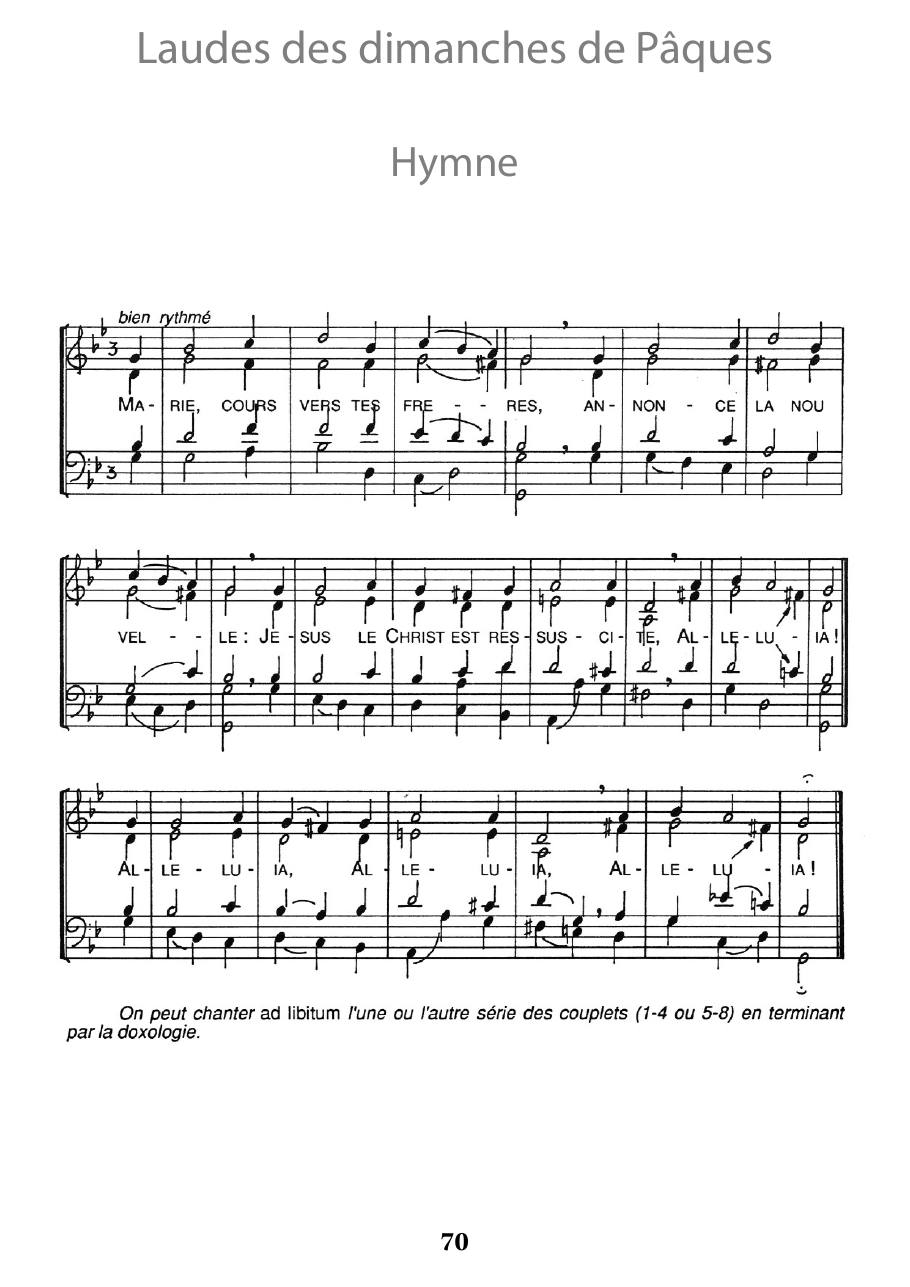 Laudes des dimanches de Pâques
Hymne
bien rythmé
3
MA - RIE, COURS VERS TES FRE - - RES, AN - NON - CE LA NOU
3
VEL - - LE : JE - SUS LE CHRIST EST RES - SUS - CI - TE, AL - LE - LU - IA !
AL - LE - LU - IA, AL - LE - LU - IA, AL - LE - LU - IA !
On peut chanter ad libitum l'une ou l'autre série des couplets (1-4 ou 5-8) en terminant
par la doxologie.
70